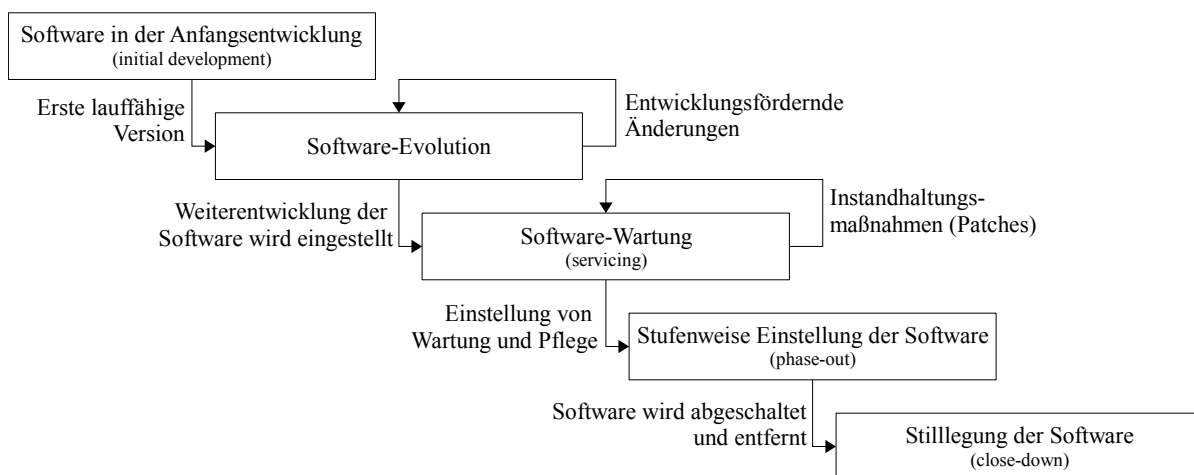 Software in der Anfangsentwicklung
(initial development)
Erste lauffähige
Version
Entwicklungsfördernde
Änderungen
Software-Evolution
Weiterentwicklung der
Software wird eingestellt
Instandhaltungs-
maßnahmen (Patches)
Software-Wartung
(servicing)
Einstellung von
Wartung und Pflege
Stufenweise Einstellung der Software
(phase-out)
Software wird abgeschaltet
und entfernt
Stilllegung der Software
(close-down)